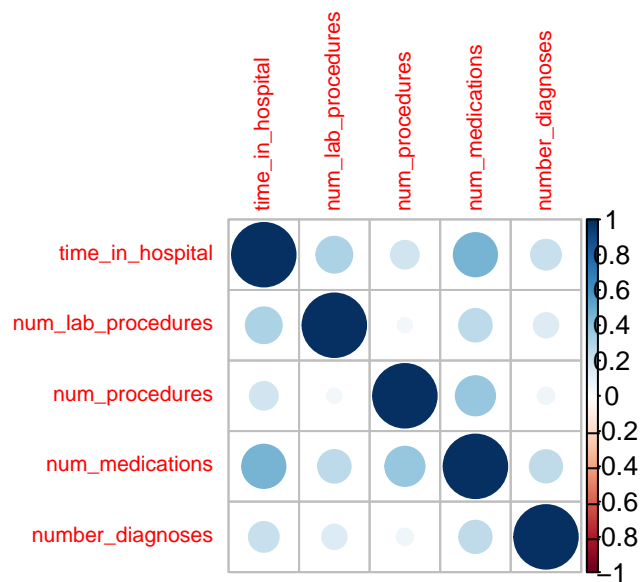 time_in_hospital
num_lab_procedures
num_procedures
num_medications
number_diagnoses
time_in_hospital
num_lab_procedures
num_procedures
num_medications
number_diagnoses
1
0.8
0.6
0.4
0.2
0
−0.2
−0.4
−0.6
−0.8
−1